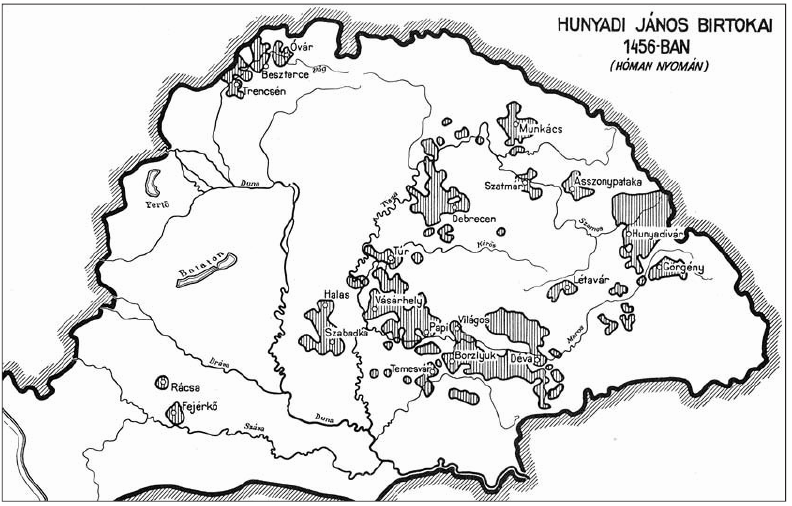 HUNYADI JÁNOS BIRTOKAI
1456-BAN
(HÓMAN NYOMÁN)
Óvár
Beszterce
Vág
Trencsén
Munkács
Fertő
Duna
Szatmár
Asszonypataka
Tisza
Debrecen
Szamos
Hunyadivár
Túr
Körös
Görgény
Balaton
Létavár
Halas
Vásárhely
Papi
Világos
Szabadka
Maros
Borzlyuk
Déva
Dráva
Temesvár
Rácsa
Fejérkő
Duna
Száva